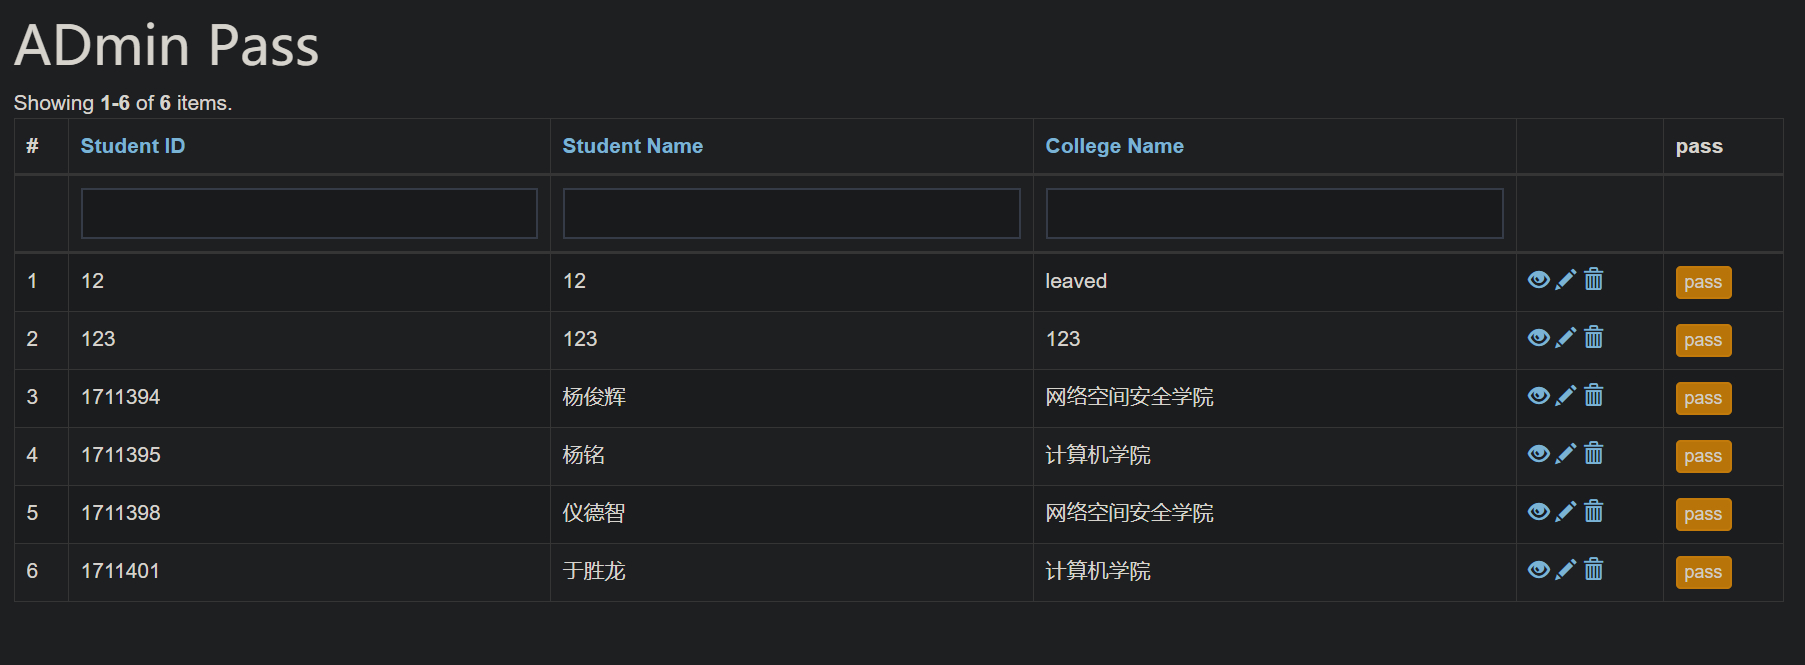 ADmin Pass
Showing 1-6 of 6 items.
# Student ID Student Name College Name pass
1 12 12 leaved pass
2 123 123 123 pass
3 1711394 杨俊辉 网络空间安全学院 pass
4 1711395 杨铭 计算机学院 pass
5 1711398 仪德智 网络空间安全学院 pass
6 1711401 于胜龙 计算机学院 pass